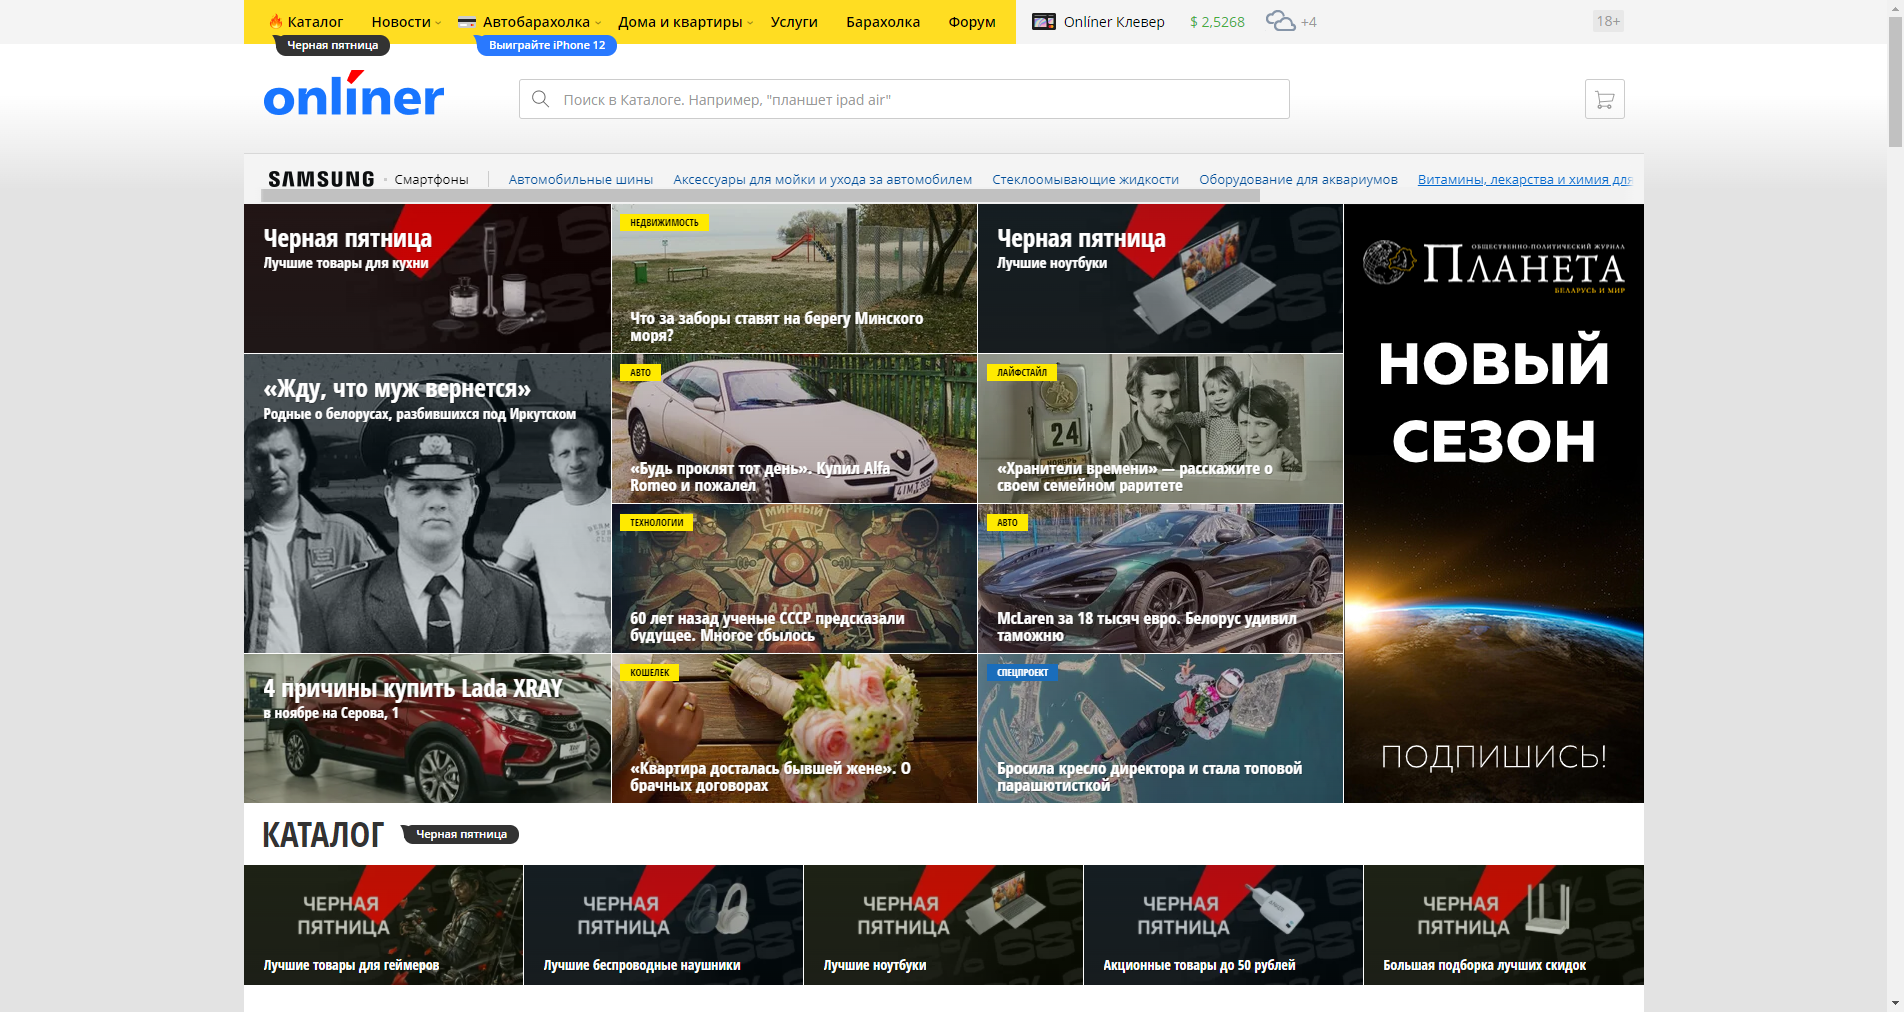 Каталог Новости Автобарахолка Дома и квартиры Услуги Барахолка Форум Onlíner Клевер $ 2,5268 +4 18+
Черная пятница Выиграйте iPhone 12
onlíner
Поиск в Каталоге. Например, "планшет ipad air"
SAMSUNG Смартфоны Автомобильные шины Аксессуары для мойки и ухода за автомобилем Стеклоомывающие жидкости Оборудование для аквариумов Витамины, лекарства и химия для
Черная пятница
Лучшие товары для кухни
НЕДВИЖИМОСТЬ
Что за заборы ставят на берегу Минского
моря?
Черная пятница
Лучшие ноутбуки
ОБЩЕСТВЕННО-ПОЛИТИЧЕСКИЙ ЖУРНАЛ
ПЛАНЕТА
БЕЛАРУСЬ И МИР
НОВЫЙ
СЕЗОН
ПОДПИШИСЬ!
«Жду, что муж вернется»
Родные о белорусах, разбившихся под Иркутском
АВТО
«Будь проклят тот день». Купил Alfa
Romeo и пожалел
ЛАЙФСТАЙЛ
24
НОЯБРЬ
«Хранители времени» — расскажите о
своем семейном раритете
ТЕХНОЛОГИИ
МИРНЫЙ
АТОМ
60 лет назад ученые СССР предсказали
будущее. Многое сбылось
АВТО
McLaren за 18 тысяч евро. Белорус удивил
таможню
4 причины купить Lada XRAY
в ноябре на Серова, 1
КОШЕЛЕК
«Квартира досталась бывшей жене». О
брачных договорах
СПЕЦПРОЕКТ
Бросила кресло директора и стала топовой
парашютисткой
КАТАЛОГ Черная пятница
ЧЕРНАЯ
ПЯТНИЦА
Лучшие товары для геймеров
ЧЕРНАЯ
ПЯТНИЦА
Лучшие беспроводные наушники
ЧЕРНАЯ
ПЯТНИЦА
Лучшие ноутбуки
ЧЕРНАЯ
ПЯТНИЦА
ANKER
Акционные товары до 50 рублей
ЧЕРНАЯ
ПЯТНИЦА
Большая подборка лучших скидок